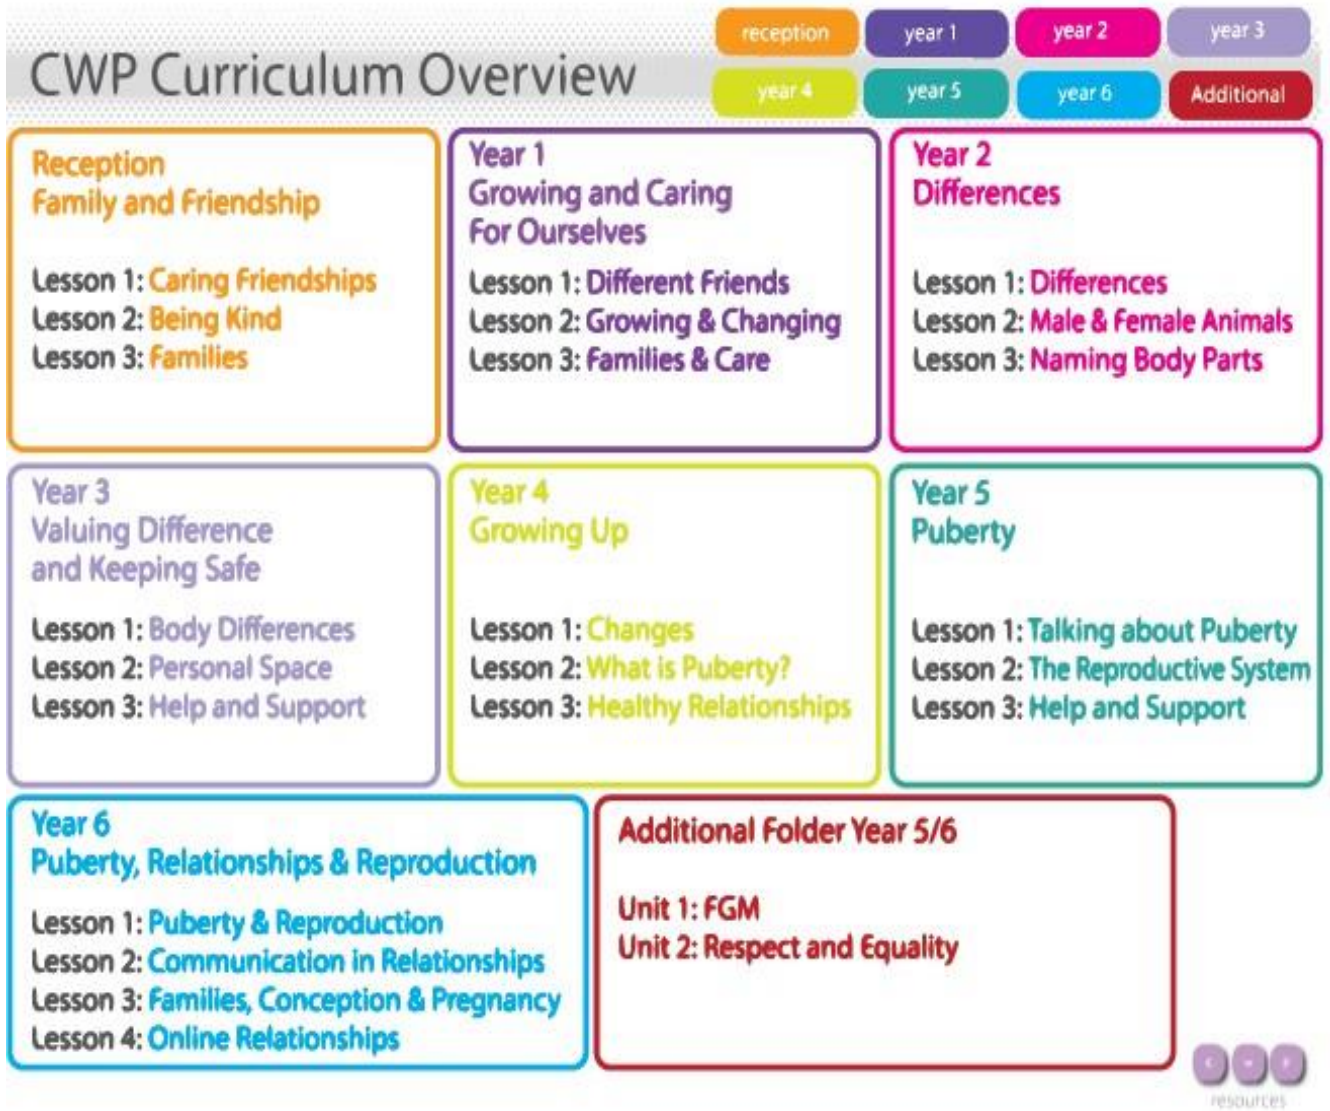 CWP Curriculum Overview
reception
year 1
year 2
year 3
year 4
year 5
year 6
Additional
Reception
Family and Friendship
Lesson 1: Caring Friendships
Lesson 2: Being Kind
Lesson 3: Families
Year 1
Growing and Caring
For Ourselves
Lesson 1: Different Friends
Lesson 2: Growing & Changing
Lesson 3: Families & Care
Year 2
Differences
Lesson 1: Differences
Lesson 2: Male & Female Animals
Lesson 3: Naming Body Parts
Year 3
Valuing Difference
and Keeping Safe
Lesson 1: Body Differences
Lesson 2: Personal Space
Lesson 3: Help and Support
Year 4
Growing Up
Lesson 1: Changes
Lesson 2: What is Puberty?
Lesson 3: Healthy Relationships
Year 5
Puberty
Lesson 1: Talking about Puberty
Lesson 2: The Reproductive System
Lesson 3: Help and Support
Year 6
Puberty, Relationships & Reproduction
Lesson 1: Puberty & Reproduction
Lesson 2: Communication in Relationships
Lesson 3: Families, Conception & Pregnancy
Lesson 4: Online Relationships
Additional Folder Year 5/6
Unit 1: FGM
Unit 2: Respect and Equality
resources